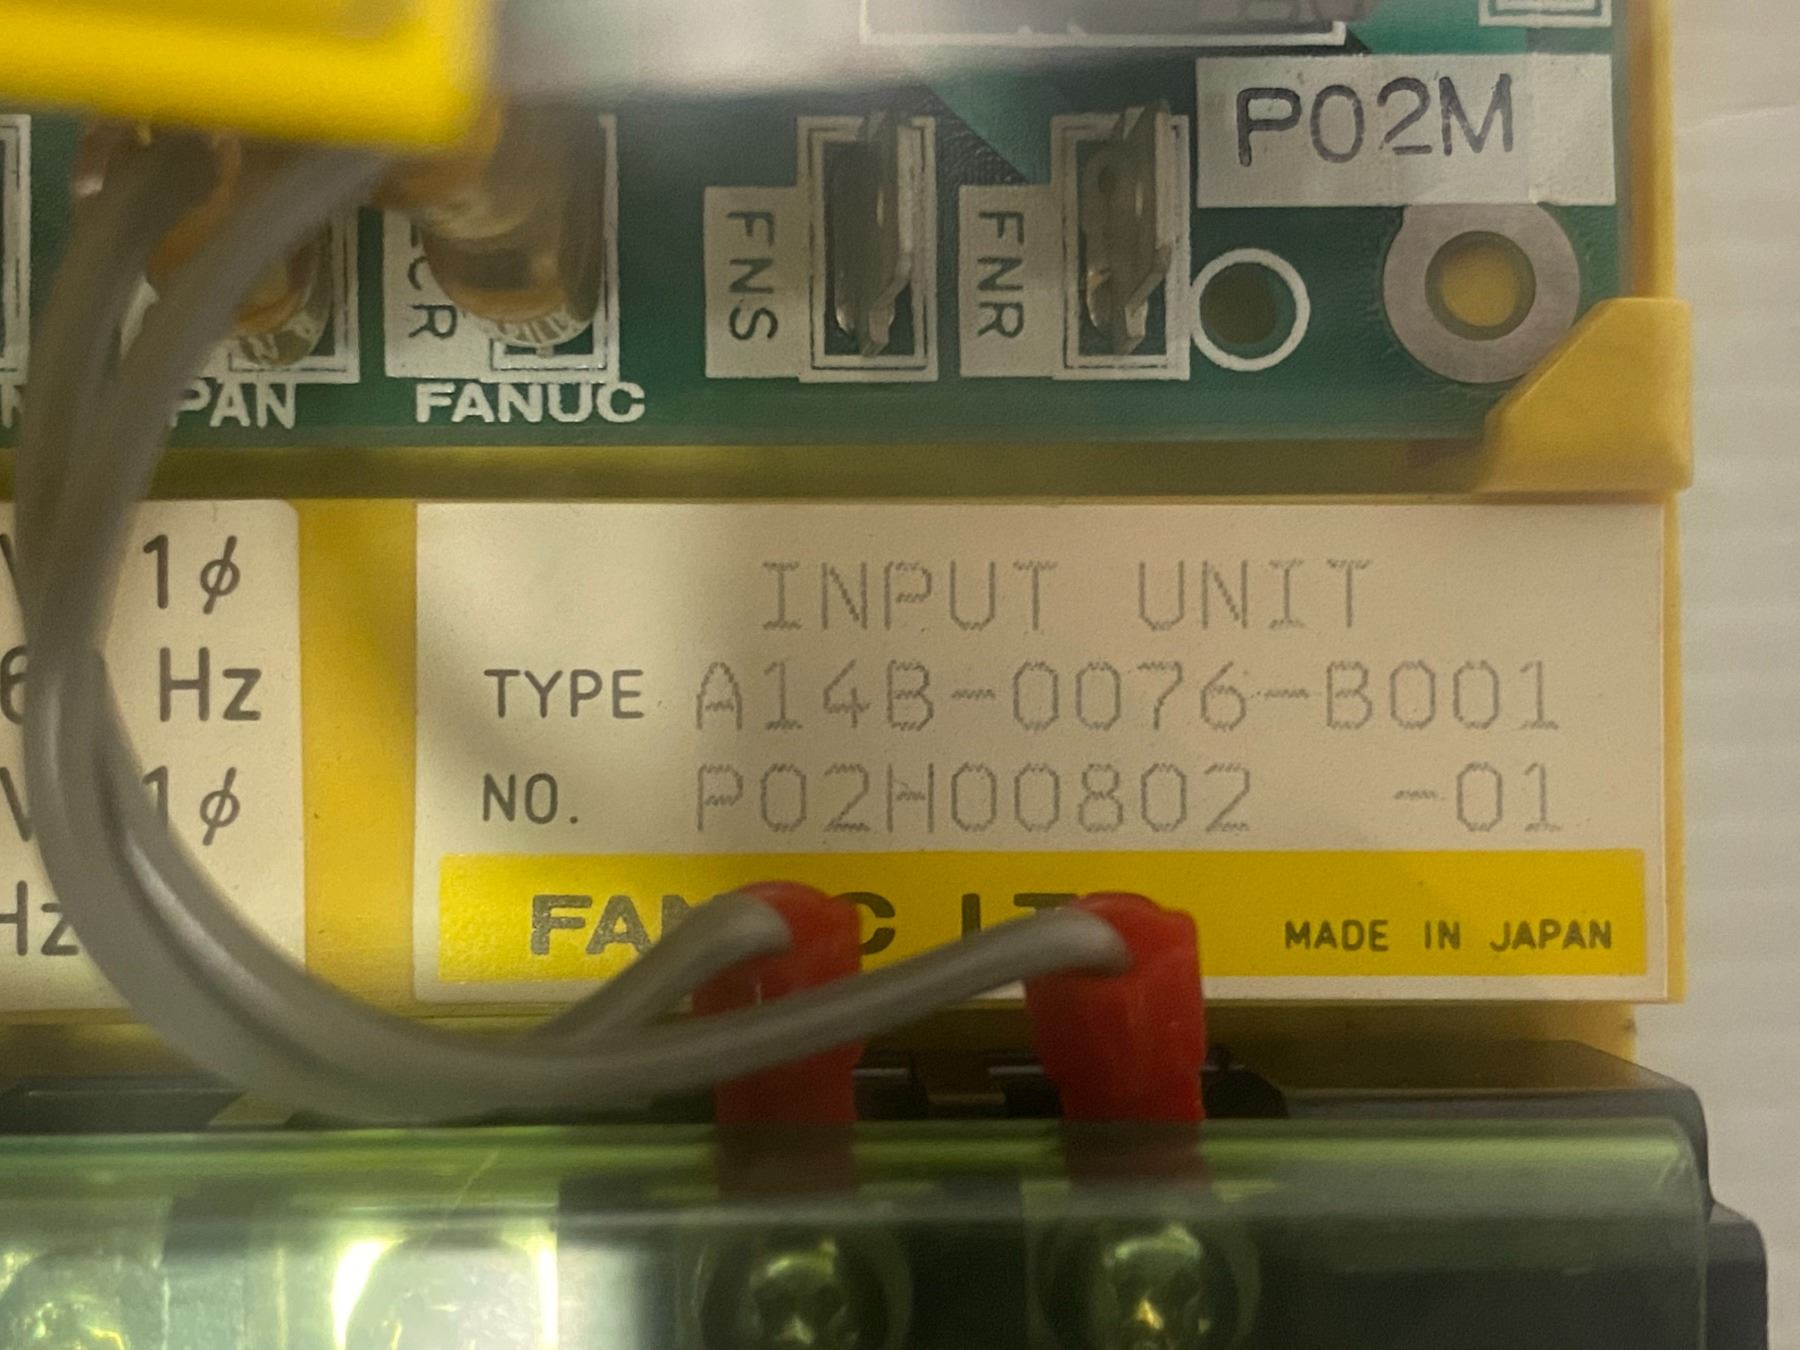 P02M
FNS
FNR
CR
PAN
FANUC
1φ
Hz
1φ
Hz
INPUT UNIT
TYPE A14B-0076-B001
NO. P02H00802 -01
MADE IN JAPAN